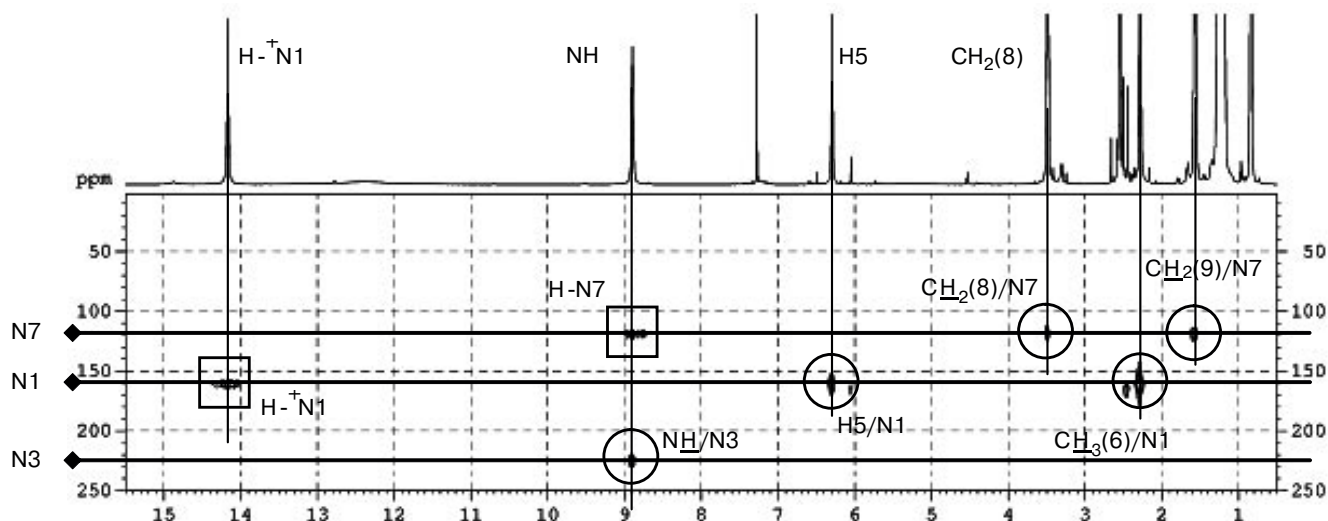 H-⁺N1 NH H5 CH₂(8)
ppm
50 50
H-N7 CH₂(8)/N7 CH₂(9)/N7
100 100
N7
150 150
N1
H-⁺N1 H5/N1 CH₃(6)/N1
200 200
NH/N3
N3
250 250
15 14 13 12 11 10 9 8 7 6 5 4 3 2 1